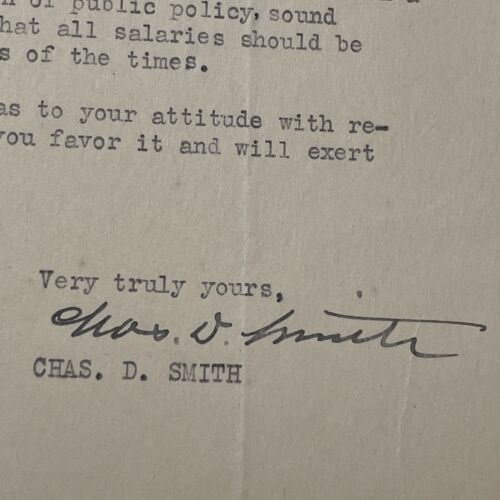 of public policy, sound
that all salaries should be
s of the times.
as to your attitude with re-
you favor it and will exert
Very truly yours,
Chas. D. Smith
CHAS. D. SMITH